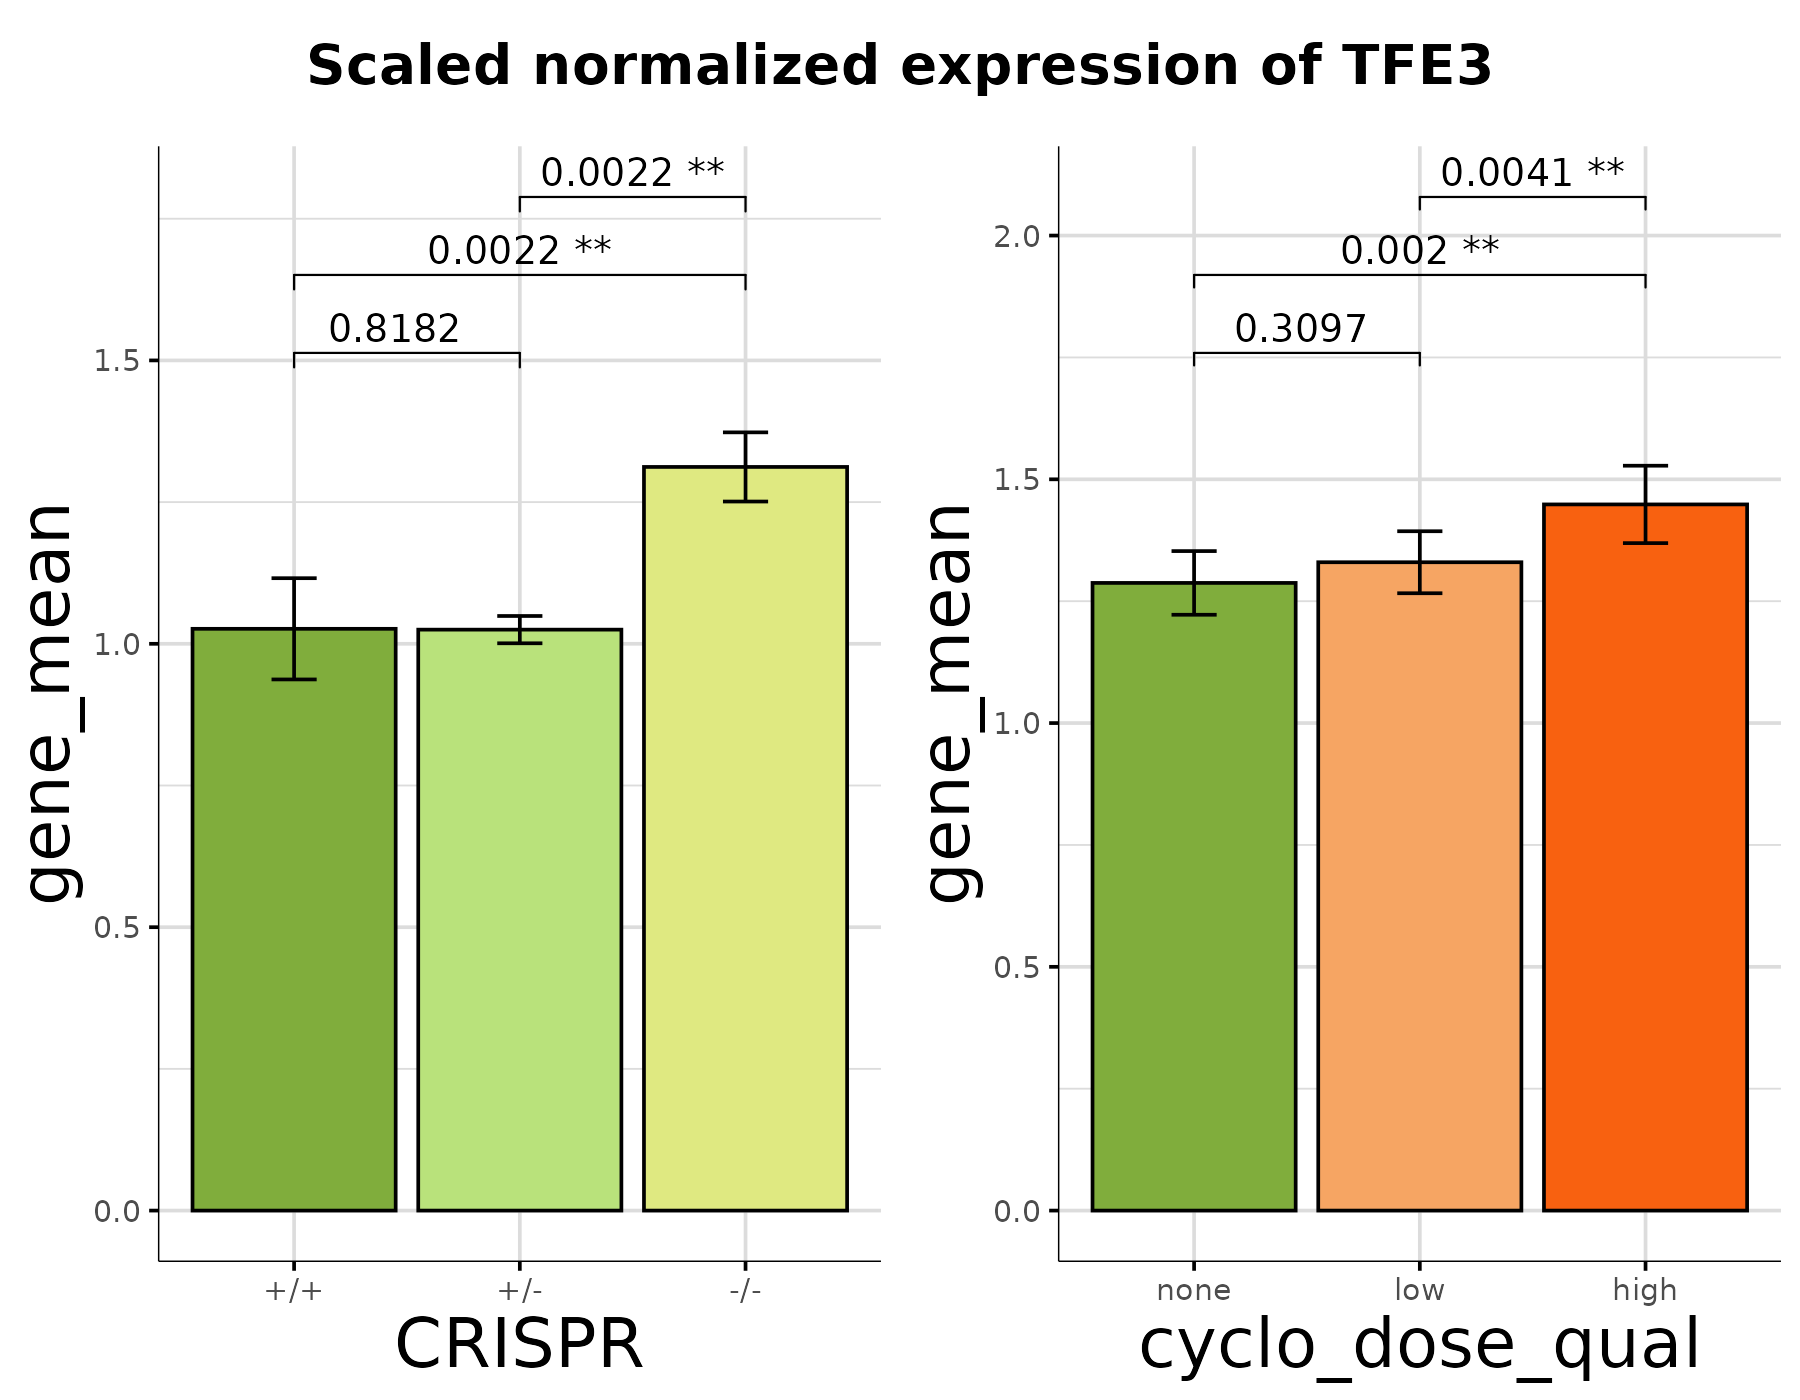 Scaled normalized expression of TFE3
0.0022 **
0.0022 **
0.8182
gene_mean
1.5
1.0
0.5
0.0
+/+ +/- -/-
CRISPR
0.0041 **
0.002 **
0.3097
gene_mean
2.0
1.5
1.0
0.5
0.0
none low high
cyclo_dose_qual